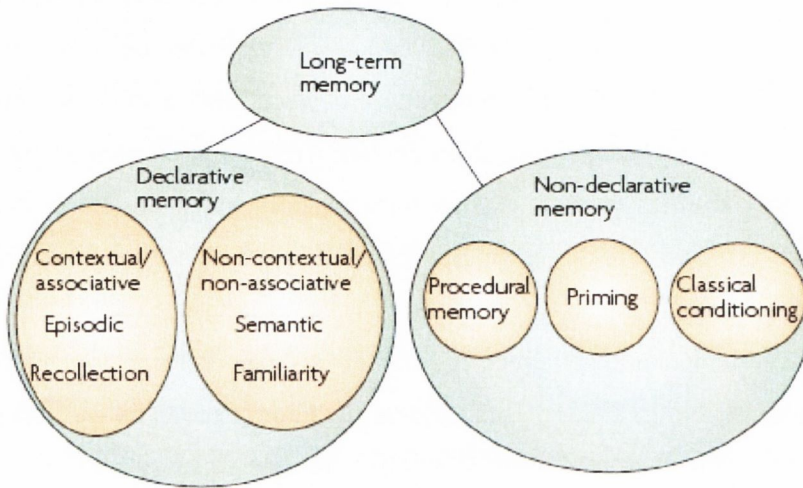 Long-term
memory
Declarative
memory
Contextual/
associative
Episodic
Recollection
Non-contextual/
non-associative
Semantic
Familiarity
Non-declarative
memory
Procedural
memory
Priming
Classical
conditioning